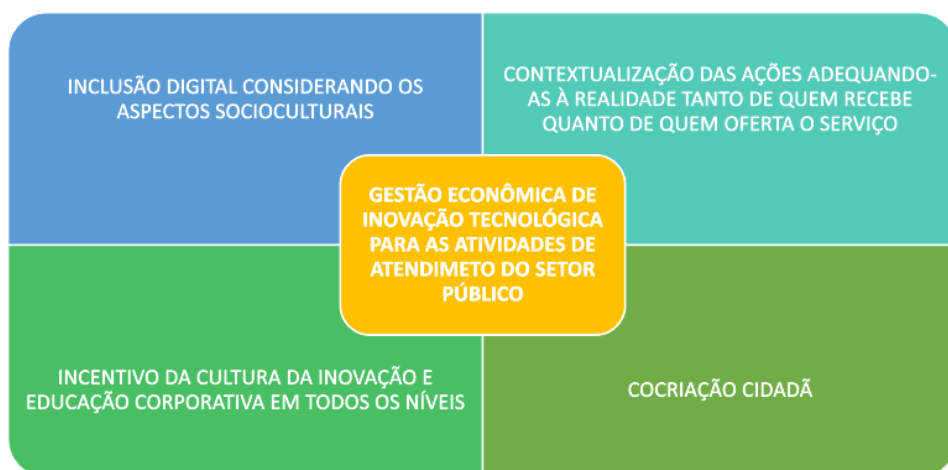 INCLUSÃO DIGITAL CONSIDERANDO OS
ASPECTOS SOCIOCULTURAIS
CONTEXTUALIZAÇÃO DAS AÇÕES ADEQUANDO-
AS À REALIDADE TANTO DE QUEM RECEBE
QUANTO DE QUEM OFERTA O SERVIÇO
GESTÃO ECONÔMICA DE
INOVAÇÃO TECNOLÓGICA
PARA AS ATIVIDADES DE
ATENDIMETO DO SETOR
PÚBLICO
INCENTIVO DA CULTURA DA INOVAÇÃO E
EDUCAÇÃO CORPORATIVA EM TODOS OS NÍVEIS
COCRIAÇÃO CIDADÃ